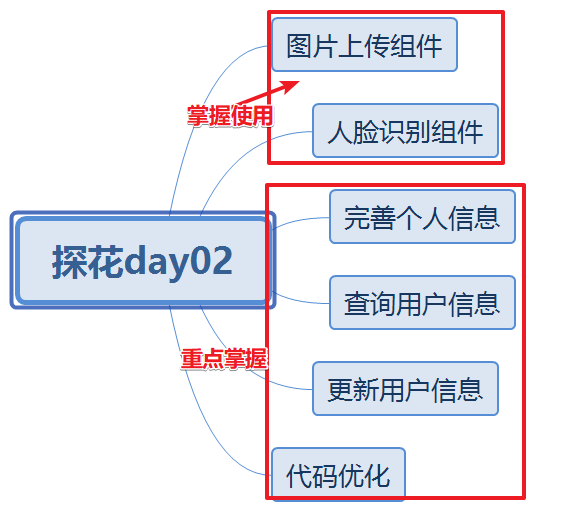 图片上传组件
掌握使用
人脸识别组件
完善个人信息
探花day02
查询用户信息
重点掌握
更新用户信息
代码优化